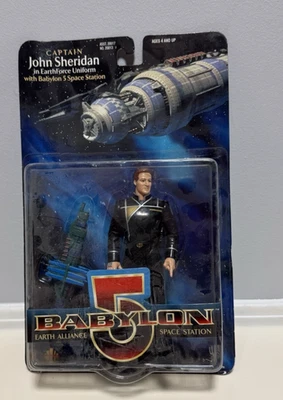 CAPTAIN
John Sheridan
in EarthForce Uniform
with Babylon 5 Space Station
AGES 4 AND UP
5
BABYLON
EARTH ALLIANCE SPACE STATION